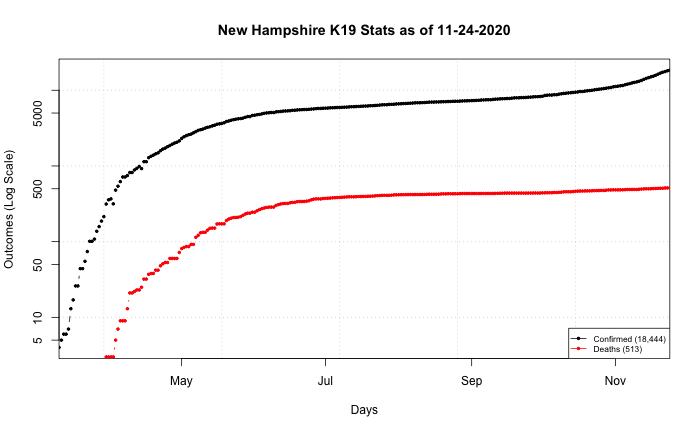 New Hampshire K19 Stats as of 11-24-2020
Outcomes (Log Scale)
5000
500
50
10
5
Confirmed (18,444)
Deaths (513)
May
Jul
Sep
Nov
Days